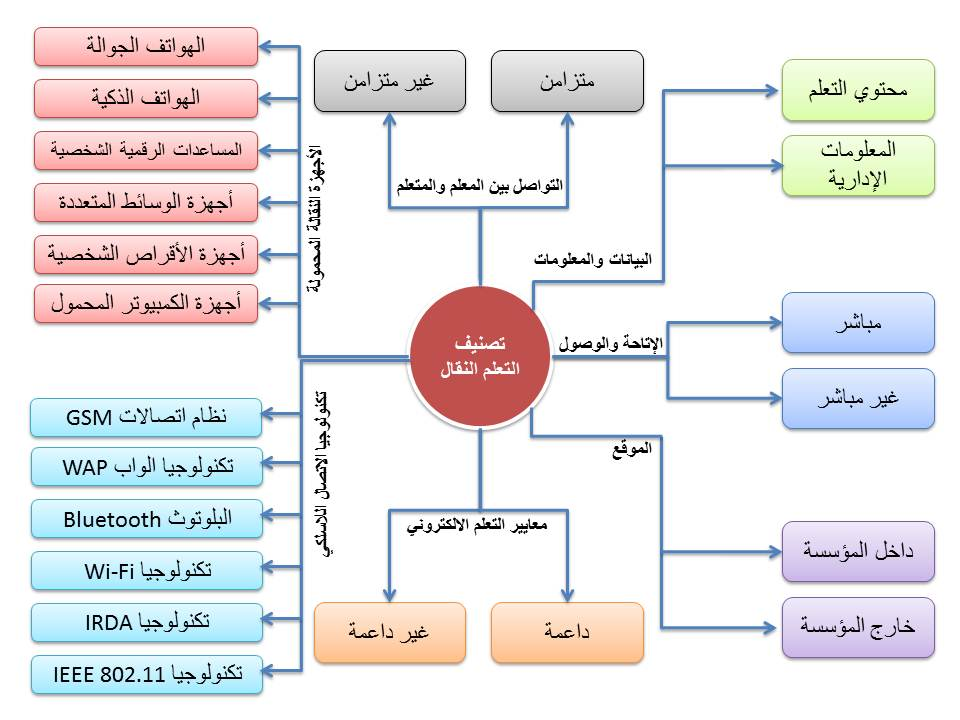 تصنيف
التعلم النقال
التواصل بين المعلم والمتعلم
متزامن
غير متزامن
البيانات والمعلومات
محتوي التعلم
المعلومات
الإدارية
الإتاحة والوصول
مباشر
غير مباشر
الموقع
داخل المؤسسة
خارج المؤسسة
معايير التعلم الالكتروني
داعمة
غير داعمة
الأجهزة النقالة المحمولة
الهواتف الجوالة
الهواتف الذكية
المساعدات الرقمية الشخصية
أجهزة الوسائط المتعددة
أجهزة الأقراص الشخصية
أجهزة الكمبيوتر المحمول
تكنولوجيا الاتصال اللاسلكي
نظام اتصالات GSM
تكنولوجيا الواب WAP
البلوتوث Bluetooth
تكنولوجيا Wi-Fi
تكنولوجيا IRDA
تكنولوجيا IEEE 802.11